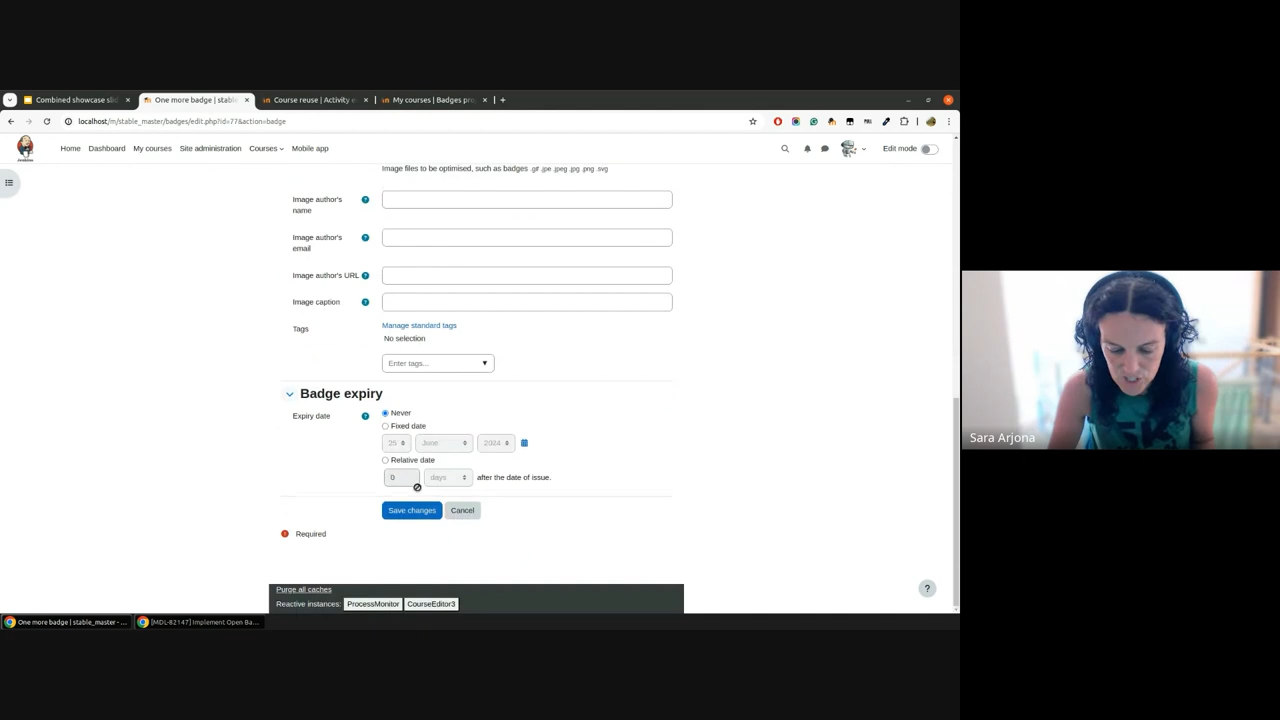 Combined showcase slid
One more badge | stable
Course reuse | Activity e
My courses | Badges pro
localhost/m/stable_master/badges/edit.php?id=77&action=badge
Home
Dashboard
My courses
Site administration
Courses
Mobile app
Edit mode
Image files to be optimised, such as badges .gif .jpe .jpeg .jpg .png .svg
Image author's
name
Image author's
email
Image author's URL
Image caption
Tags
Manage standard tags
No selection
Enter tags...
Badge expiry
Expiry date
Never
Fixed date
25
June
2024
Relative date
0
days
after the date of issue.
Save changes
Cancel
Required
Purge all caches
Reactive instances:
ProcessMonitor
CourseEditor3
?
One more badge | stable_master - ...
[MDL-82147] Implement Open Ba...
Sara Arjona